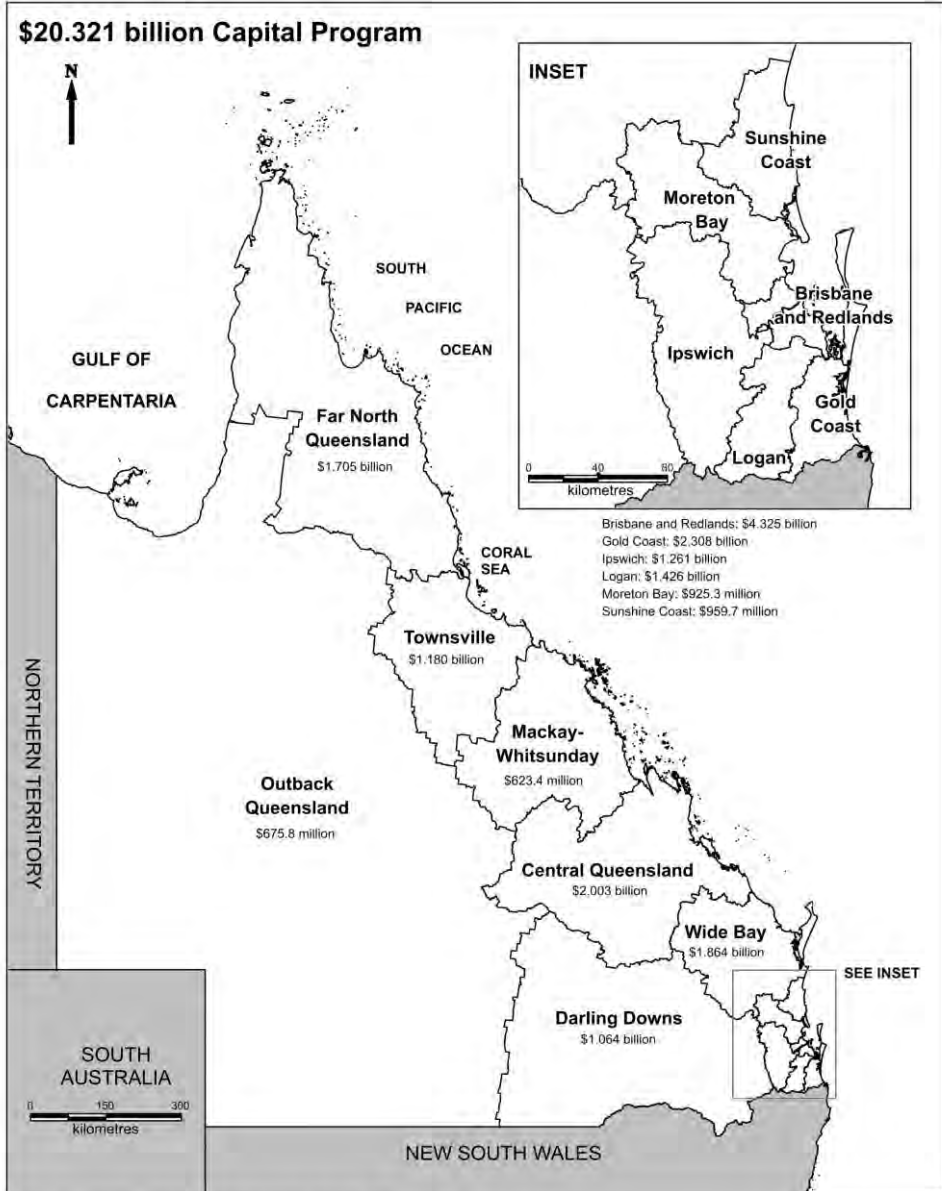 $20.321 billion Capital Program
N
INSET
Sunshine
Coast
Moreton
Bay
Brisbane
and Redlands
Ipswich
Gold
Coast
Logan
0 40 80
kilometres
Brisbane and Redlands: $4.325 billion
Gold Coast: $2.308 billion
Ipswich: $1.261 billion
Logan: $1.426 billion
Moreton Bay: $925.3 million
Sunshine Coast: $959.7 million
SOUTH
PACIFIC
OCEAN
GULF OF
CARPENTARIA
Far North
Queensland
$1.705 billion
CORAL
SEA
Townsville
$1.180 billion
Mackay-
Whitsunday
$623.4 million
NORTHERN TERRITORY
Outback
Queensland
$675.8 million
Central Queensland
$2.003 billion
Wide Bay
$1.864 billion
SEE INSET
Darling Downs
$1.064 billion
SOUTH
AUSTRALIA
0 150 300
kilometres
NEW SOUTH WALES